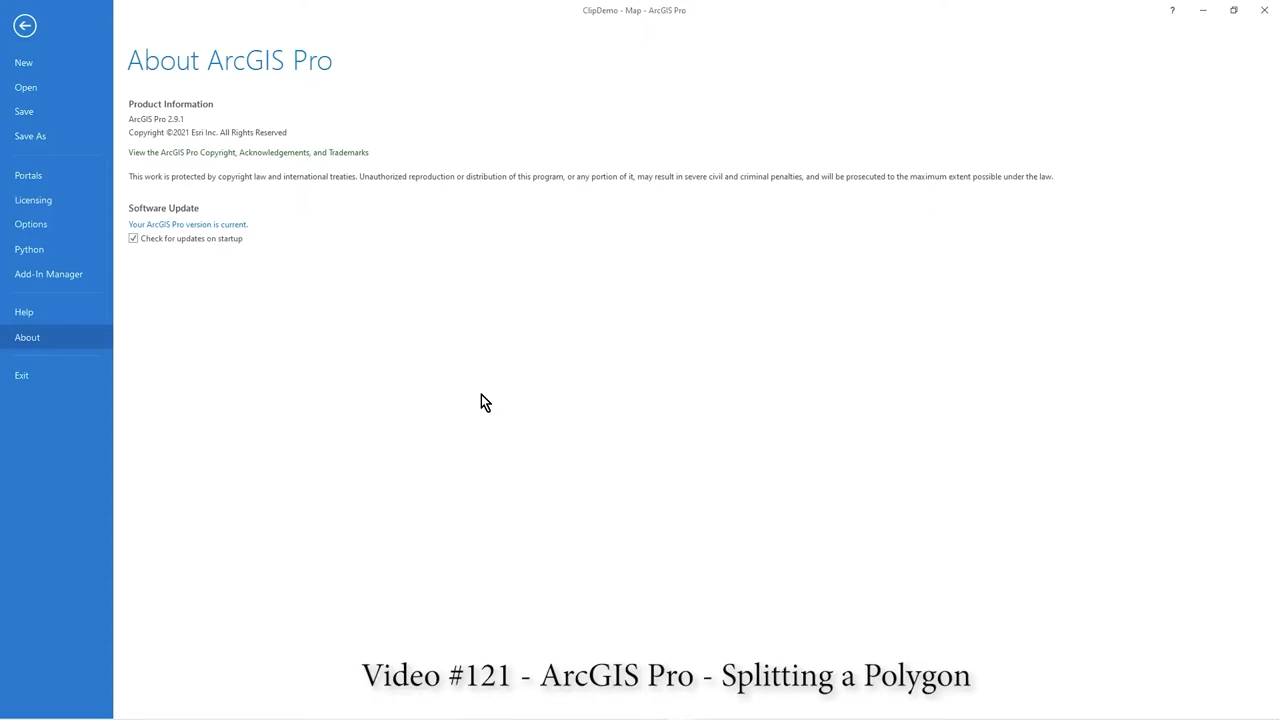 ClipDemo - Map - ArcGIS Pro
?
New
Open
Save
Save As
Portals
Licensing
Options
Python
Add-In Manager
Help
About
Exit
About ArcGIS Pro
Product Information
ArcGIS Pro 2.9.1
Copyright ©2021 Esri Inc. All Rights Reserved
View the ArcGIS Pro Copyright, Acknowledgements, and Trademarks
This work is protected by copyright law and international treaties. Unauthorized reproduction or distribution of this program, or any portion of it, may result in severe civil and criminal penalties, and will be prosecuted to the maximum extent possible under the law.
Software Update
Your ArcGIS Pro version is current.
Check for updates on startup
Video #121 - ArcGIS Pro - Splitting a Polygon